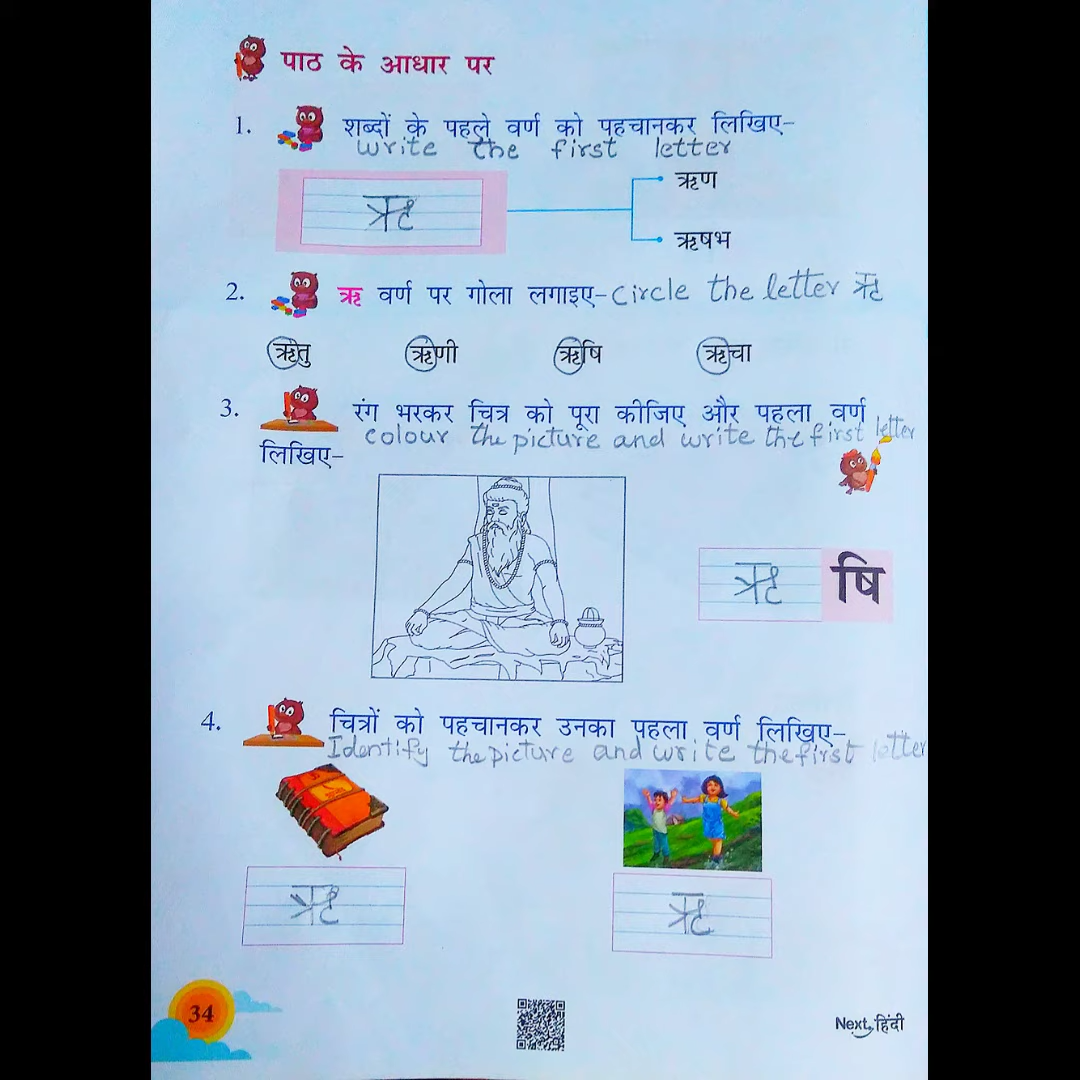 पाठ के आधार पर
1. शब्दों के पहले वर्ण को पहचानकर लिखिए–
write the first letter
ऋ
ऋण
ऋषभ
2. ऋ वर्ण पर गोला लगाइए– Circle the letter ऋ
ऋतु ऋणी ऋषि ऋचा
3. रंग भरकर चित्र को पूरा कीजिए और पहला वर्ण
colour the picture and write the first letter
लिखिए–
ऋ षि
4. चित्रों को पहचानकर उनका पहला वर्ण लिखिए–
Identify the picture and write the first letter
ऋ ऋ
34
Next हिंदी